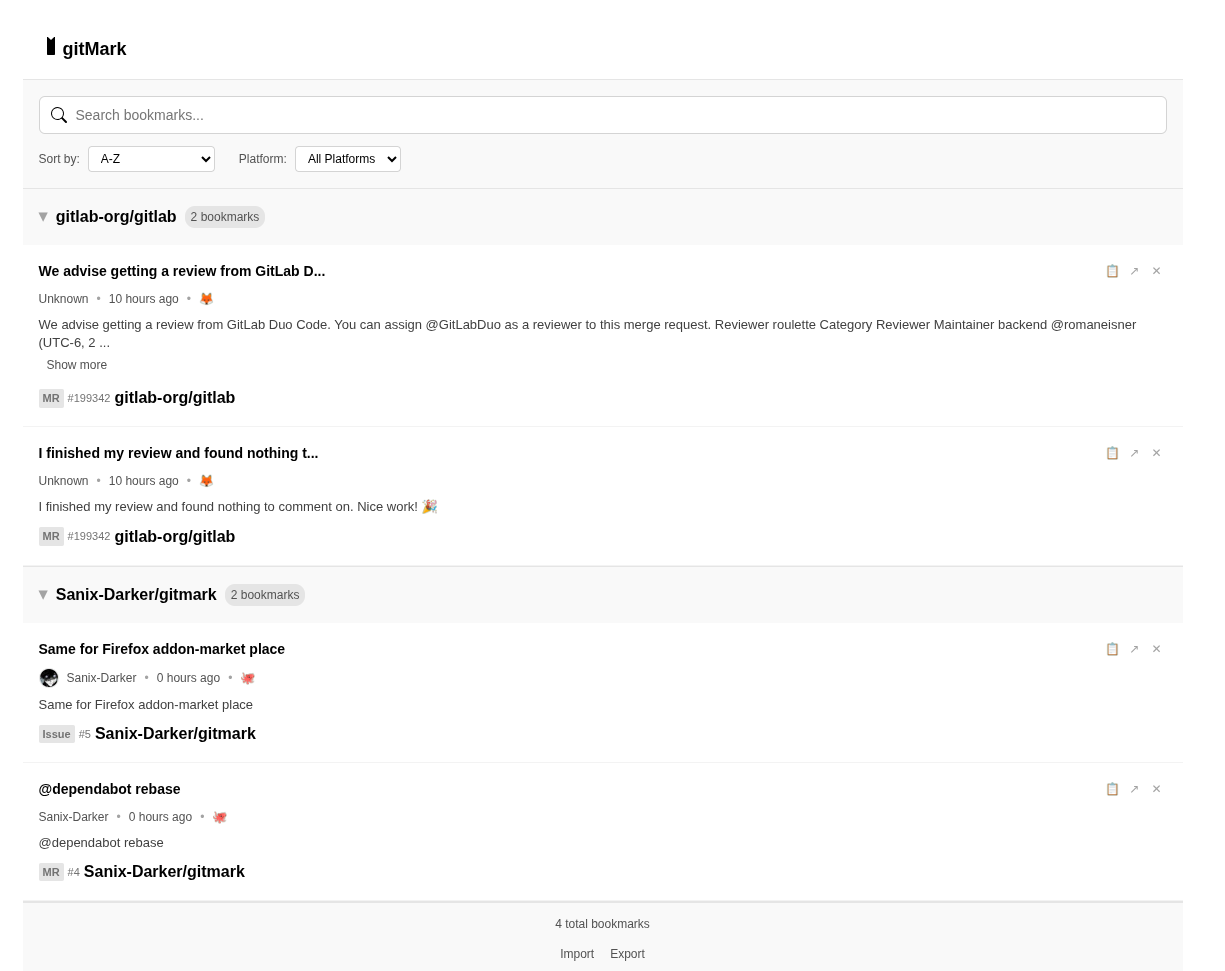 gitMark
Search bookmarks...
Sort by: A-Z Platform: All Platforms
▼ gitlab-org/gitlab 2 bookmarks
We advise getting a review from GitLab D... 📋 ↗ ✕
Unknown • 10 hours ago • 🦊
We advise getting a review from GitLab Duo Code. You can assign @GitLabDuo as a reviewer to this merge request. Reviewer roulette Category Reviewer Maintainer backend @romaneisner
(UTC-6, 2 ...
Show more
MR #199342 gitlab-org/gitlab
I finished my review and found nothing t... 📋 ↗ ✕
Unknown • 10 hours ago • 🦊
I finished my review and found nothing to comment on. Nice work! 🎉
MR #199342 gitlab-org/gitlab
▼ Sanix-Darker/gitmark 2 bookmarks
Same for Firefox addon-market place 📋 ↗ ✕
Sanix-Darker • 0 hours ago • 🐙
Same for Firefox addon-market place
Issue #5 Sanix-Darker/gitmark
@dependabot rebase 📋 ↗ ✕
Sanix-Darker • 0 hours ago • 🐙
@dependabot rebase
MR #4 Sanix-Darker/gitmark
4 total bookmarks
Import Export